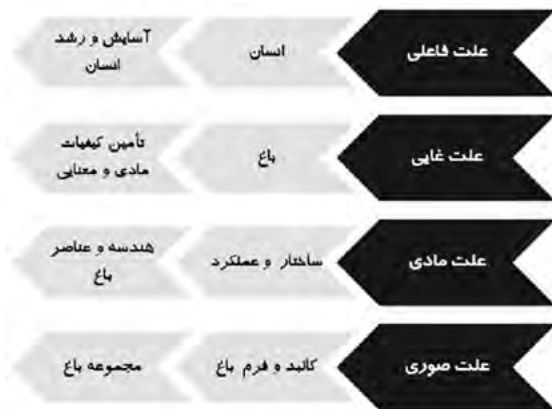 علت فاعلی
انسان
آسایش و رشد
انسان
علت غایی
باغ
تأمین کیفیات
مادی و معنایی
علت مادی
ساختار و عملکرد
هندسه و عناصر
باغ
علت صوری
کالبد و فرم باغ
مجموعه باغ